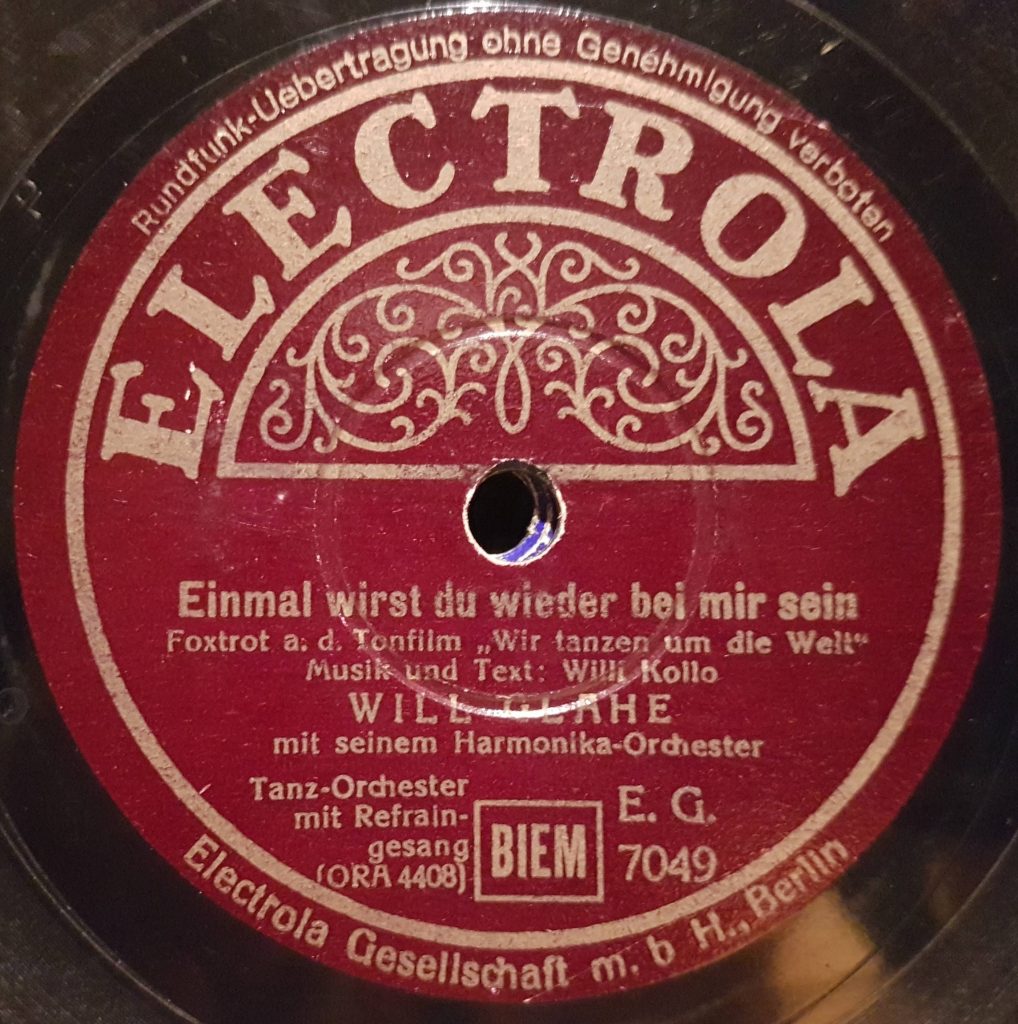 Rundfunk-Uebertragung ohne Genehmigung verboten
ELECTROLA
Einmal wirst du wieder bei mir sein
Foxtrot a. d. Tonfilm „Wir tanzen um die Welt“
Musik und Text: Willi Kollo
WILL GLAHE
mit seinem Harmonika-Orchester
Tanz-Orchester
mit Refrain-
gesang
(ORA 4408)
BIEM
E. G.
7049
Electrola Gesellschaft m. b H., Berlin